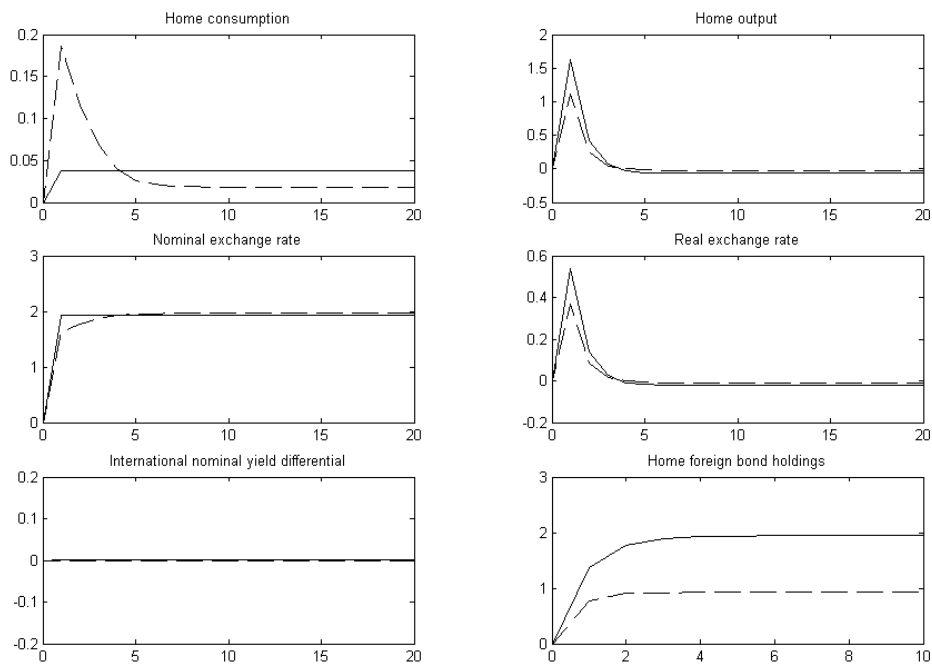 Home consumption
0.2
0.15
0.1
0.05
0
0 5 10 15 20
Home output
2
1.5
1
0.5
0
-0.5
0 5 10 15 20
Nominal exchange rate
3
2
1
0
0 5 10 15 20
Real exchange rate
0.6
0.4
0.2
0
-0.2
0 5 10 15 20
International nominal yield differential
0.2
0.1
0
-0.1
-0.2
0 5 10 15 20
Home foreign bond holdings
3
2
1
0
0 2 4 6 8 10